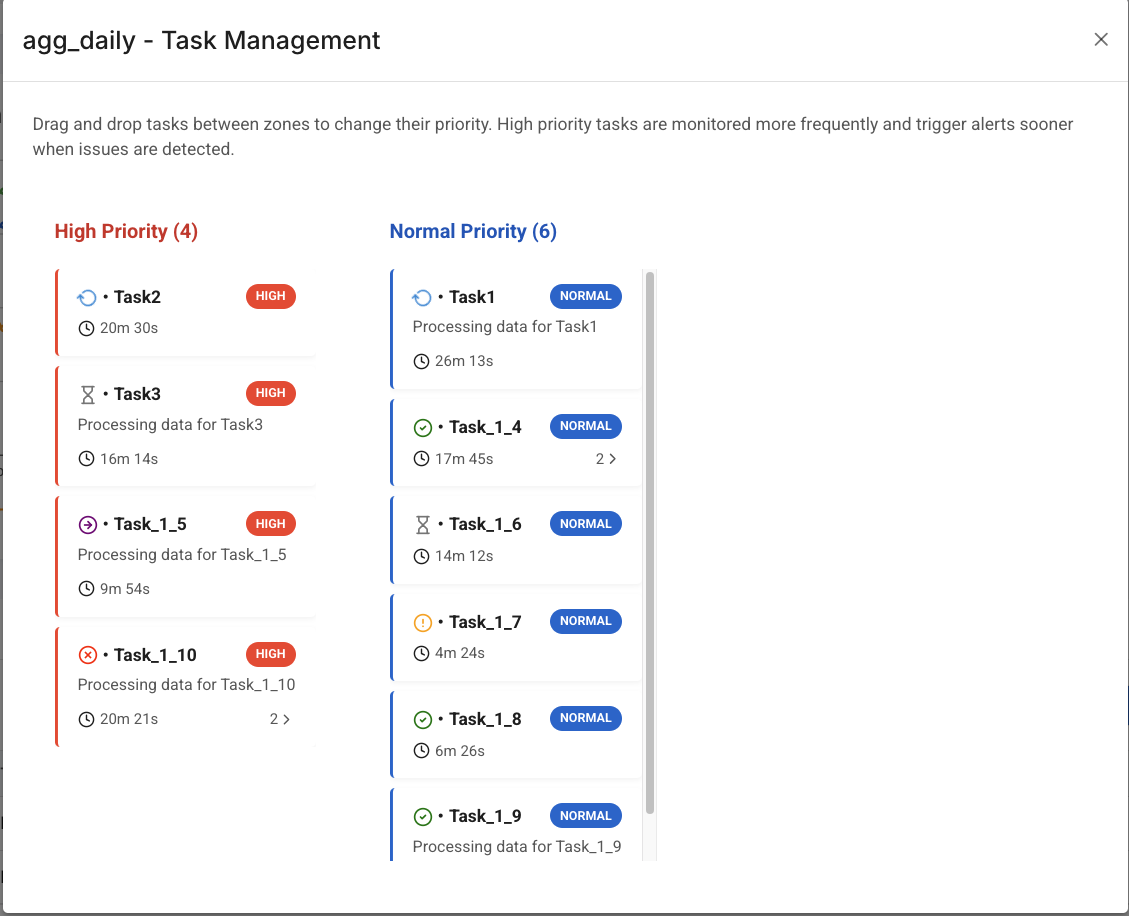 agg_daily - Task Management
Drag and drop tasks between zones to change their priority. High priority tasks are monitored more frequently and trigger alerts sooner
when issues are detected.
High Priority (4)
• Task2 HIGH
20m 30s
• Task3 HIGH
Processing data for Task3
16m 14s
• Task_1_5 HIGH
Processing data for Task_1_5
9m 54s
• Task_1_10 HIGH
Processing data for Task_1_10
20m 21s 2 >
Normal Priority (6)
• Task1 NORMAL
Processing data for Task1
26m 13s
• Task_1_4 NORMAL
17m 45s 2 >
• Task_1_6 NORMAL
14m 12s
• Task_1_7 NORMAL
4m 24s
• Task_1_8 NORMAL
6m 26s
• Task_1_9 NORMAL
Processing data for Task_1_9